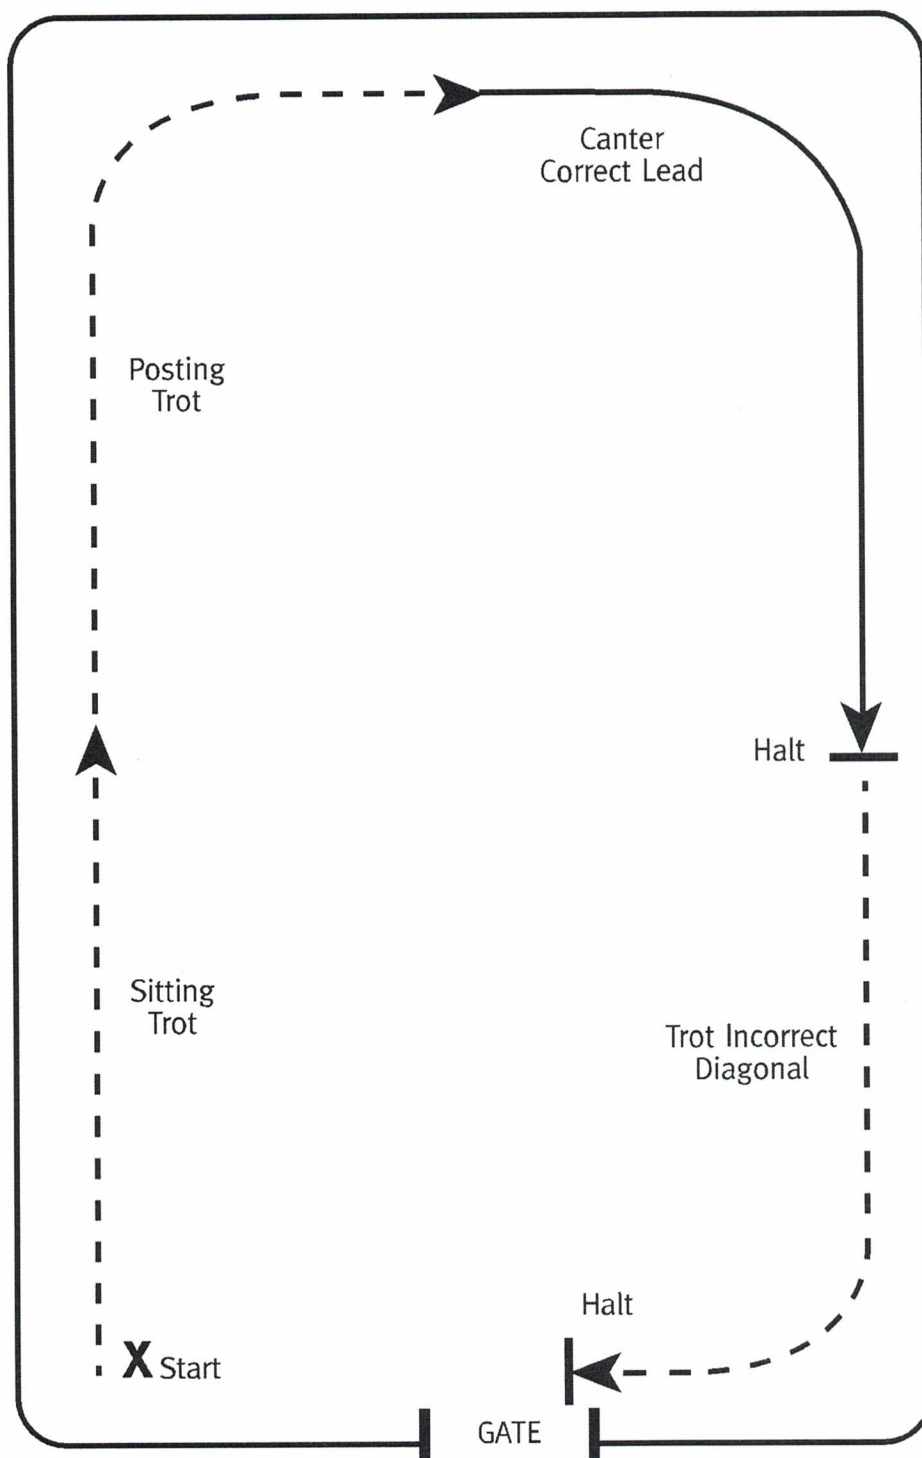 Canter
Correct Lead
Posting
Trot
Halt
Sitting
Trot
Trot Incorrect
Diagonal
Halt
X Start
GATE